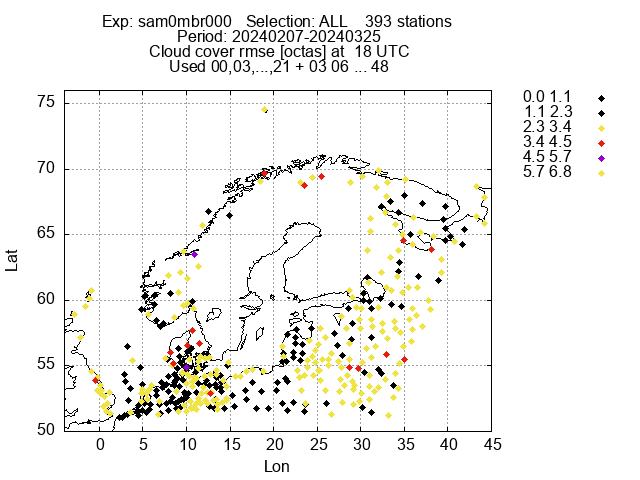 Exp: sam0mbr000 Selection: ALL 393 stations
Period: 20240207-20240325
Cloud cover rmse [octas] at 18 UTC
Used 00,03,...,21 + 03 06 ... 48
0.0 1.1
1.1 2.3
2.3 3.4
3.4 4.5
4.5 5.7
5.7 6.8
75
70
65
60
55
50
Lat
0 5 10 15 20 25 30 35 40 45
Lon